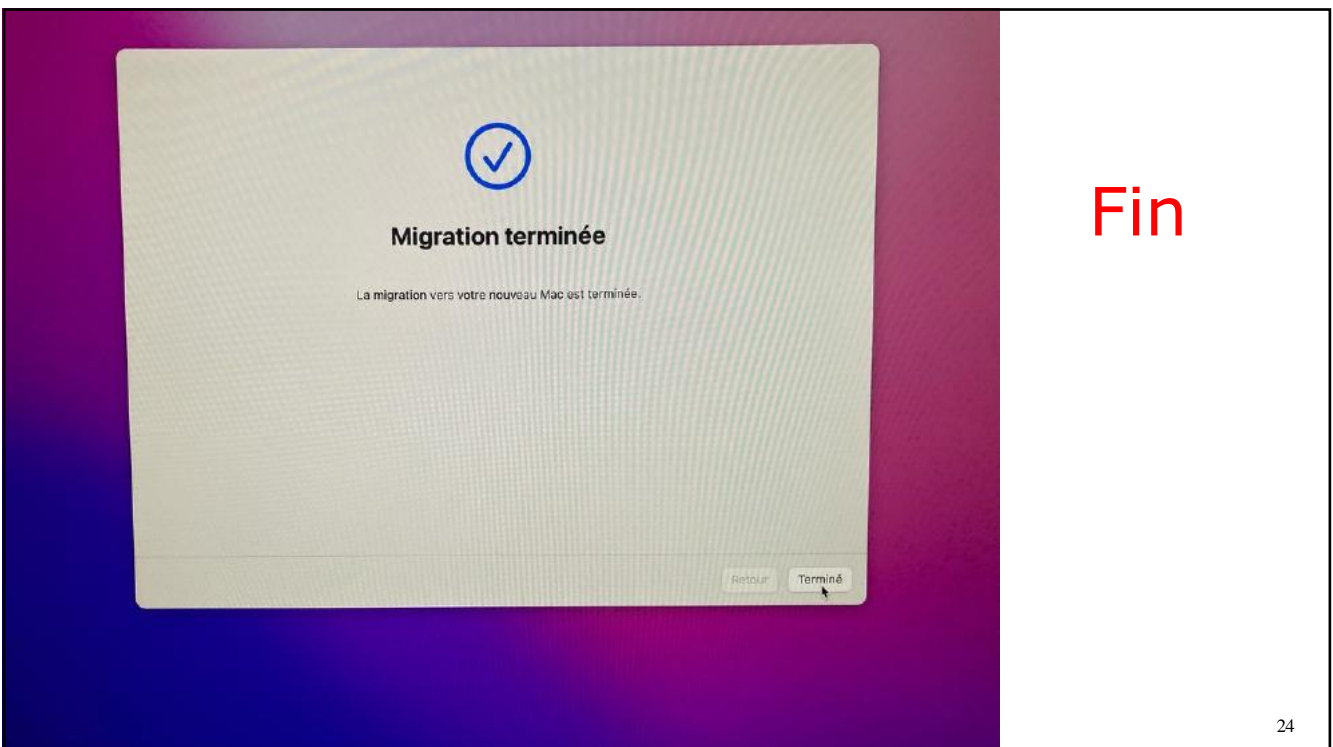 Migration terminée
La migration vers votre nouveau Mac est terminée.
Retour
Terminé
Fin
24